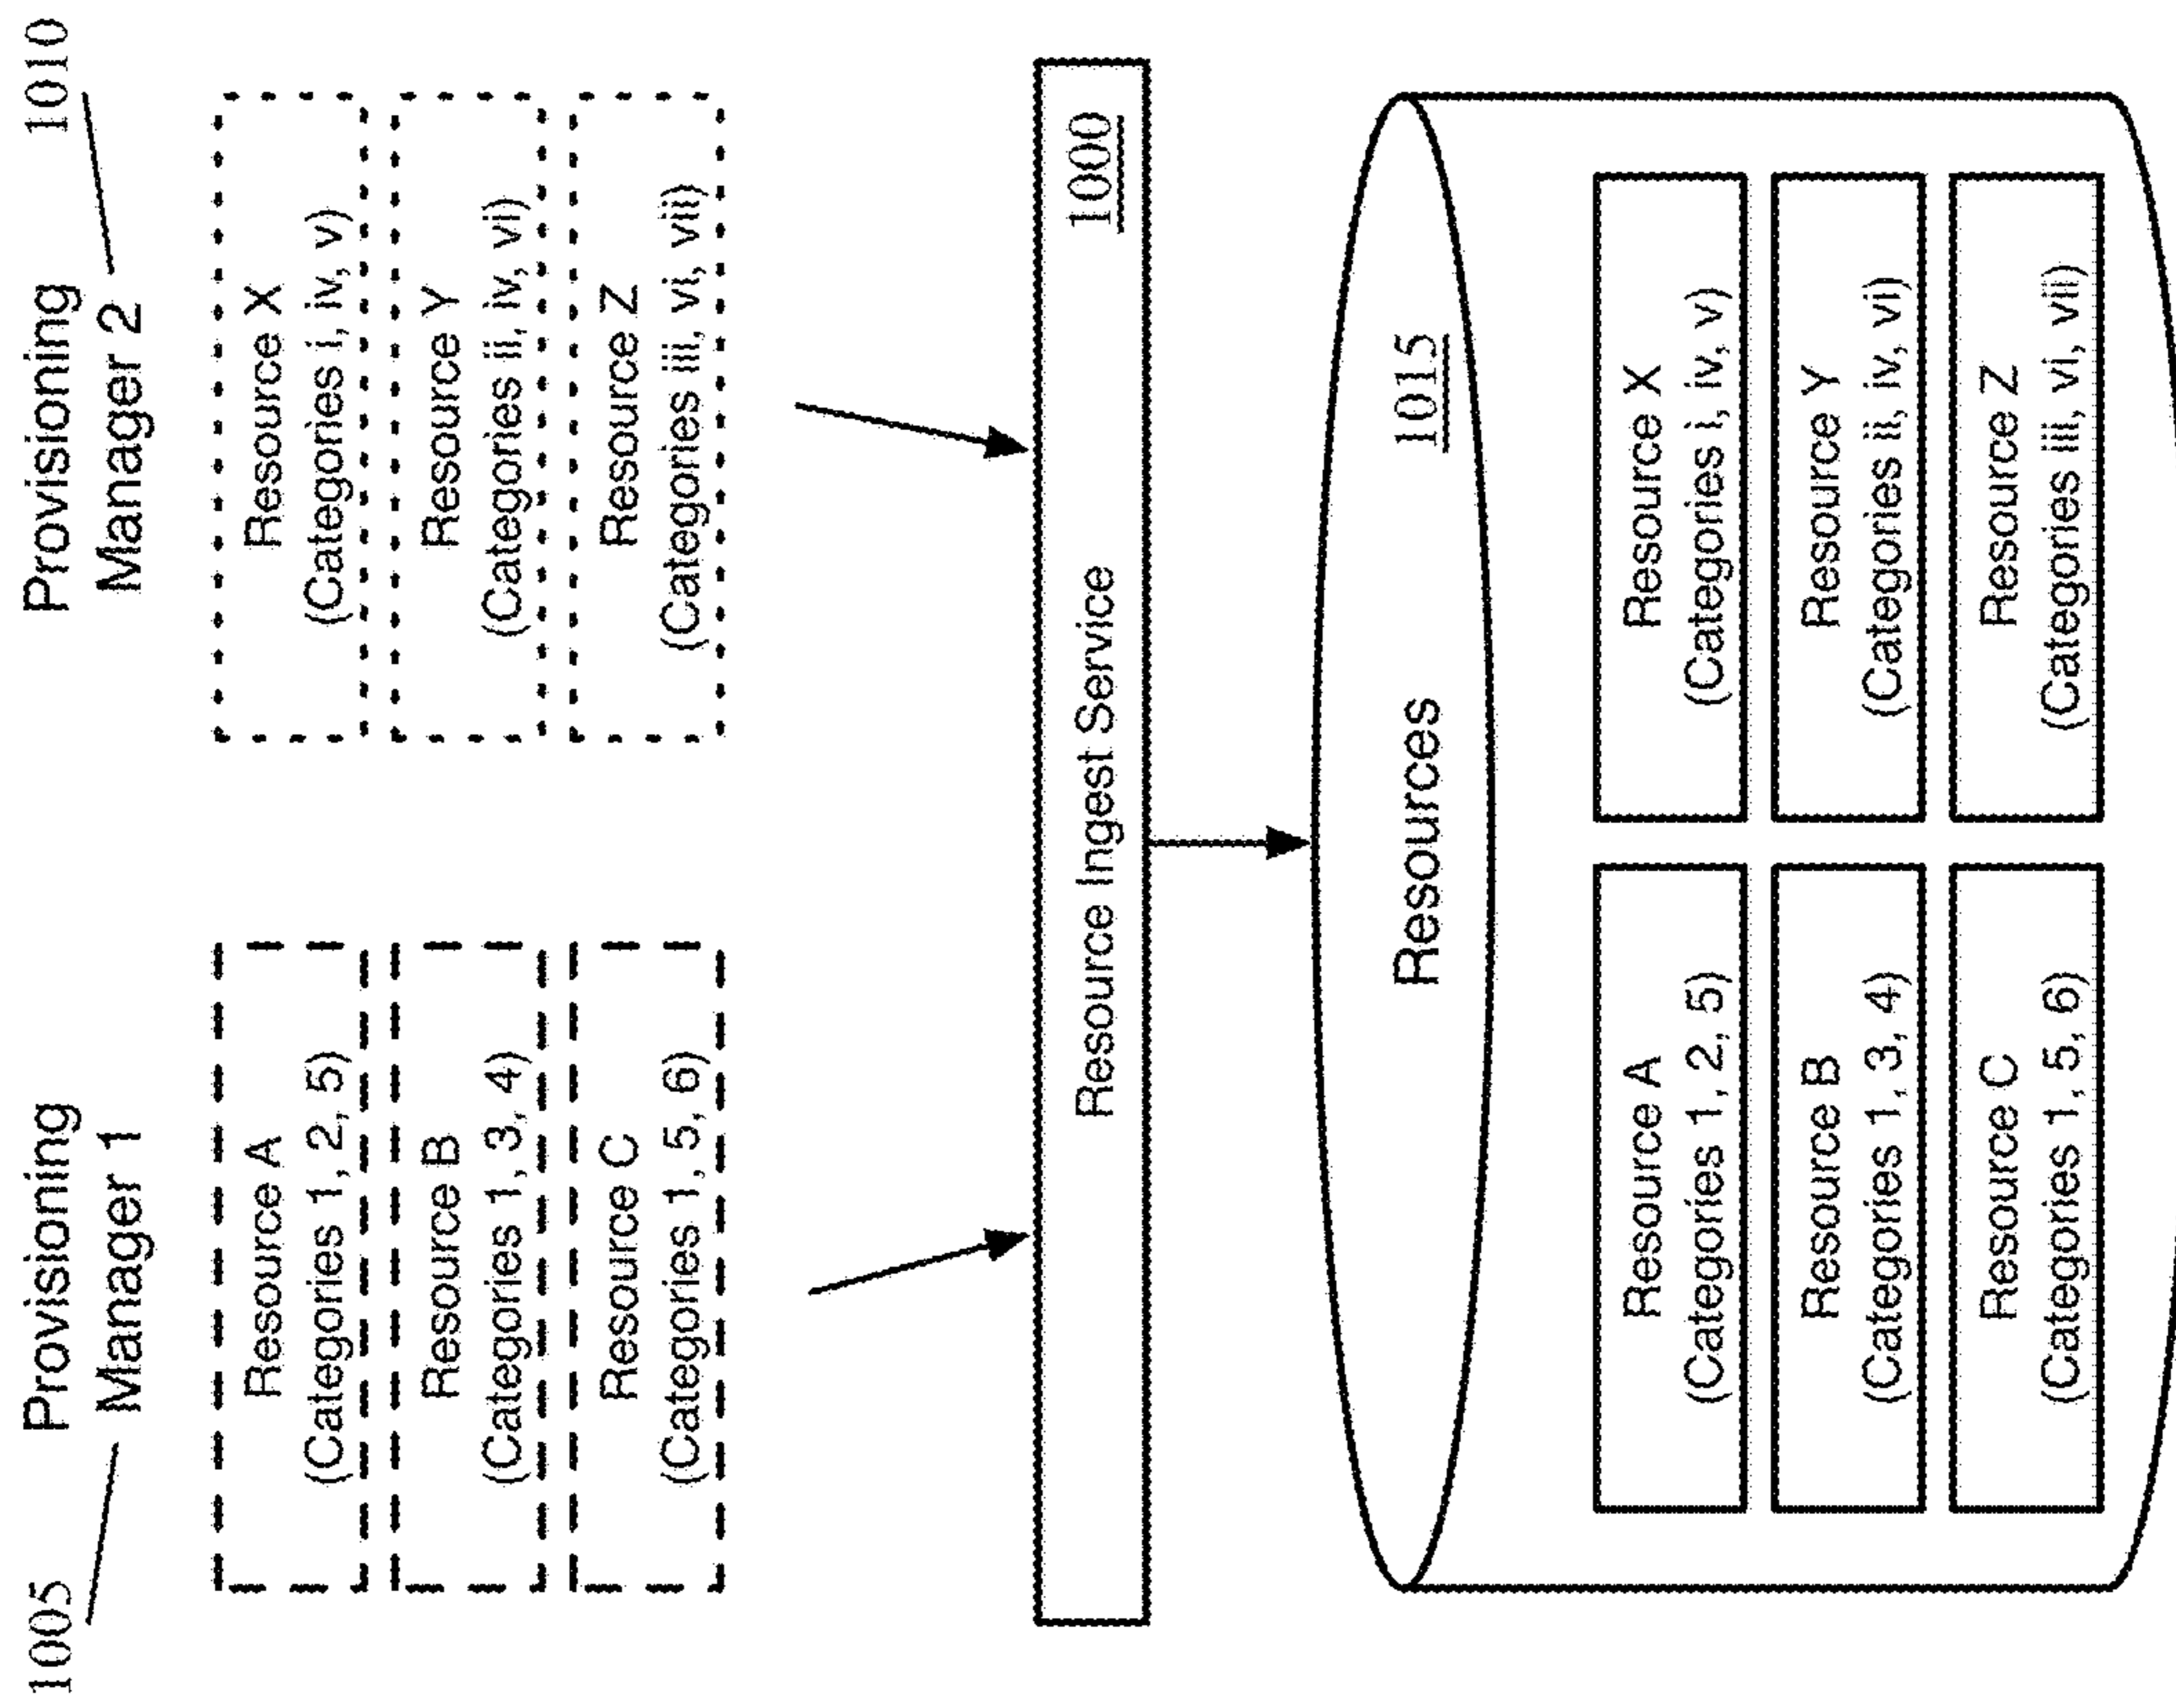 1005
Provisioning
Manager 1
Provisioning
Manager 2
1010
Resource A
(Categories 1, 2, 5)
Resource B
(Categories 1, 3, 4)
Resource C
(Categories 1, 5, 6)
Resource X
(Categories i, iv, v)
Resource Y
(Categories ii, iv, vi)
Resource Z
(Categories iii, vi, vii)
Resource Ingest Service
1000
Resources
1015
Resource A
(Categories 1, 2, 5)
Resource B
(Categories 1, 3, 4)
Resource C
(Categories 1, 5, 6)
Resource X
(Categories i, iv, v)
Resource Y
(Categories ii, iv, vi)
Resource Z
(Categories iii, vi, vii)